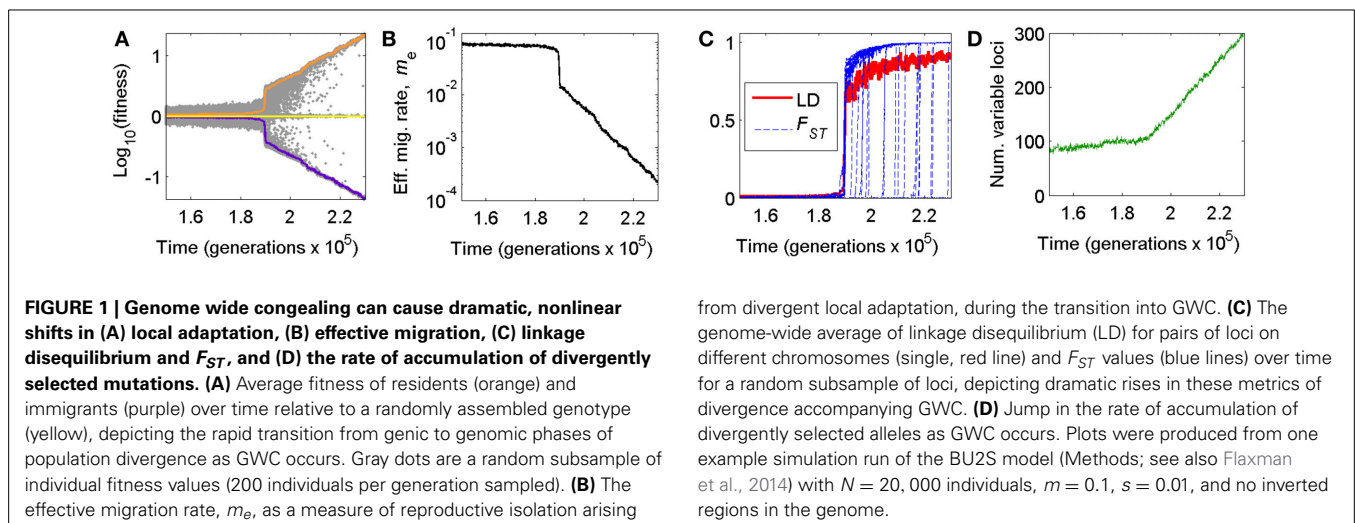 A
Log10(fitness)
1
0
-1
1.6 1.8 2 2.2
Time (generations x 10^5)
B
Eff. mig. rate, m_e
10^-1
10^-2
10^-3
10^-4
1.6 1.8 2 2.2
Time (generations x 10^5)
C
1
0.5
0
LD
F_ST
1.6 1.8 2 2.2
Time (generations x 10^5)
D
Num. variable loci
300
200
100
0
1.6 1.8 2 2.2
Time (generations x 10^5)
FIGURE 1 | Genome wide congealing can cause dramatic, nonlinear
shifts in (A) local adaptation, (B) effective migration, (C) linkage
disequilibrium and F_ST, and (D) the rate of accumulation of divergently
selected mutations. (A) Average fitness of residents (orange) and
immigrants (purple) over time relative to a randomly assembled genotype
(yellow), depicting the rapid transition from genic to genomic phases of
population divergence as GWC occurs. Gray dots are a random subsample of
individual fitness values (200 individuals per generation sampled). (B) The
effective migration rate, m_e, as a measure of reproductive isolation arising
from divergent local adaptation, during the transition into GWC. (C) The
genome-wide average of linkage disequilibrium (LD) for pairs of loci on
different chromosomes (single, red line) and F_ST values (blue lines) over time
for a random subsample of loci, depicting dramatic rises in these metrics of
divergence accompanying GWC. (D) Jump in the rate of accumulation of
divergently selected alleles as GWC occurs. Plots were produced from one
example simulation run of the BU2S model (Methods; see also Flaxman
et al., 2014) with N = 20, 000 individuals, m = 0.1, s = 0.01, and no inverted
regions in the genome.